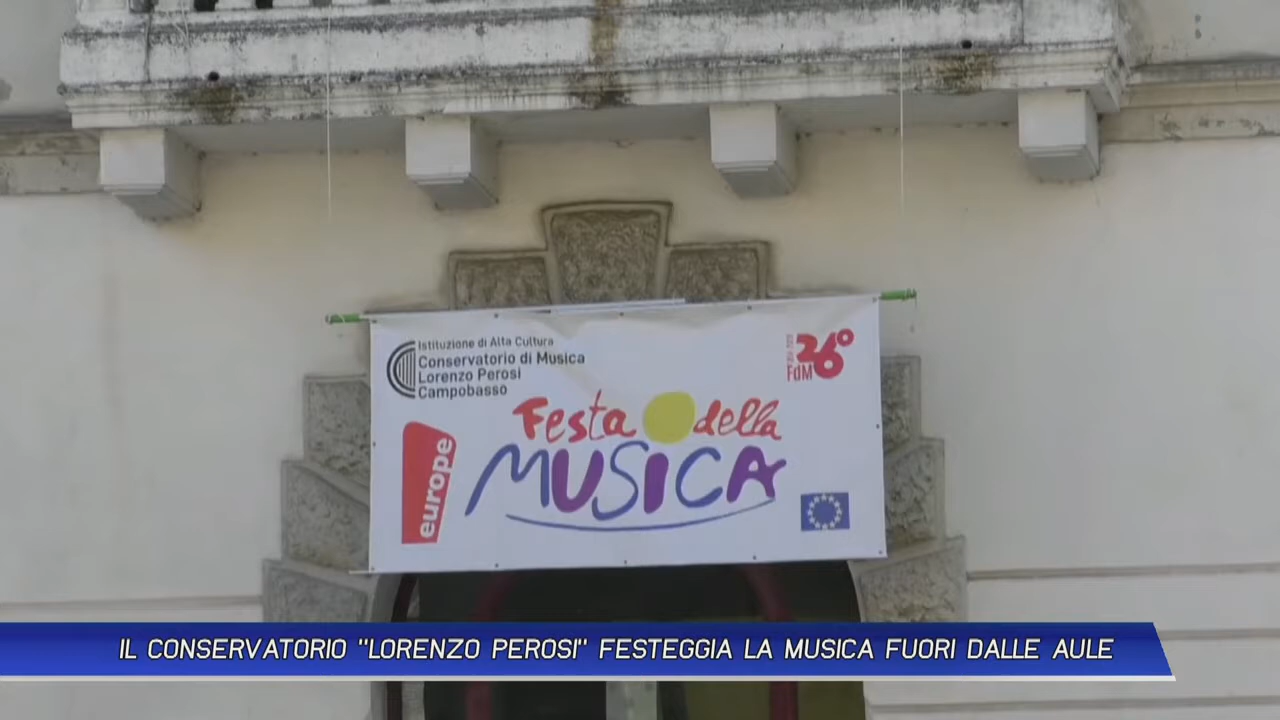 Istituzione di Alta Cultura
Conservatorio di Musica
Lorenzo Perosi
Campobasso
26°
FdM
europe
Festa della
MUSICA
IL CONSERVATORIO "LORENZO PEROSI" FESTEGGIA LA MUSICA FUORI DALLE AULE